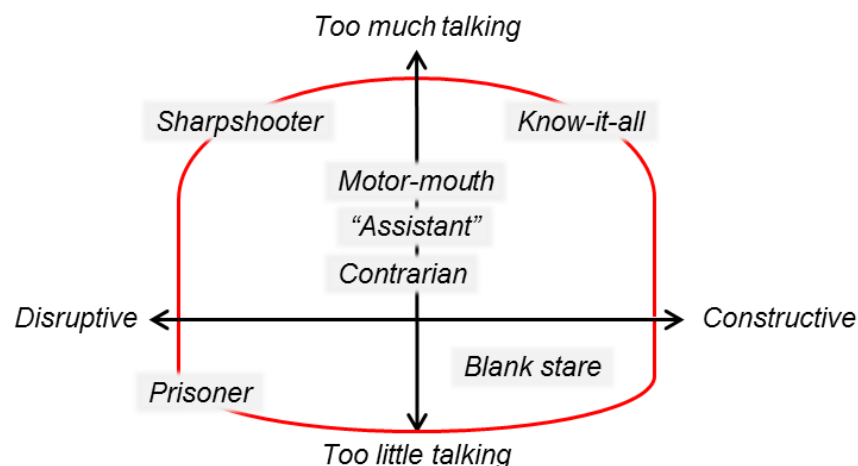 Too much talking
Sharpshooter
Know-it-all
Motor-mouth
“Assistant”
Contrarian
Disruptive
Constructive
Blank stare
Prisoner
Too little talking